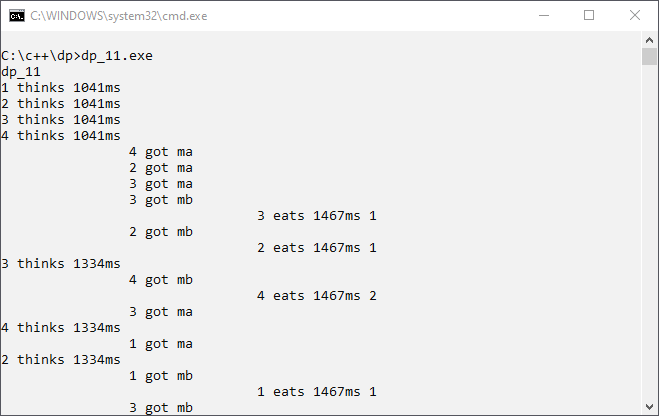 C:\WINDOWS\system32\cmd.exe
C:\c++\dp>dp_11.exe
dp_11
1 thinks 1041ms
2 thinks 1041ms
3 thinks 1041ms
4 thinks 1041ms
4 got ma
2 got ma
3 got ma
3 got mb
3 eats 1467ms 1
2 got mb
2 eats 1467ms 1
3 thinks 1334ms
4 got mb
4 eats 1467ms 2
3 got ma
4 thinks 1334ms
1 got ma
2 thinks 1334ms
1 got mb
1 eats 1467ms 1
3 got mb